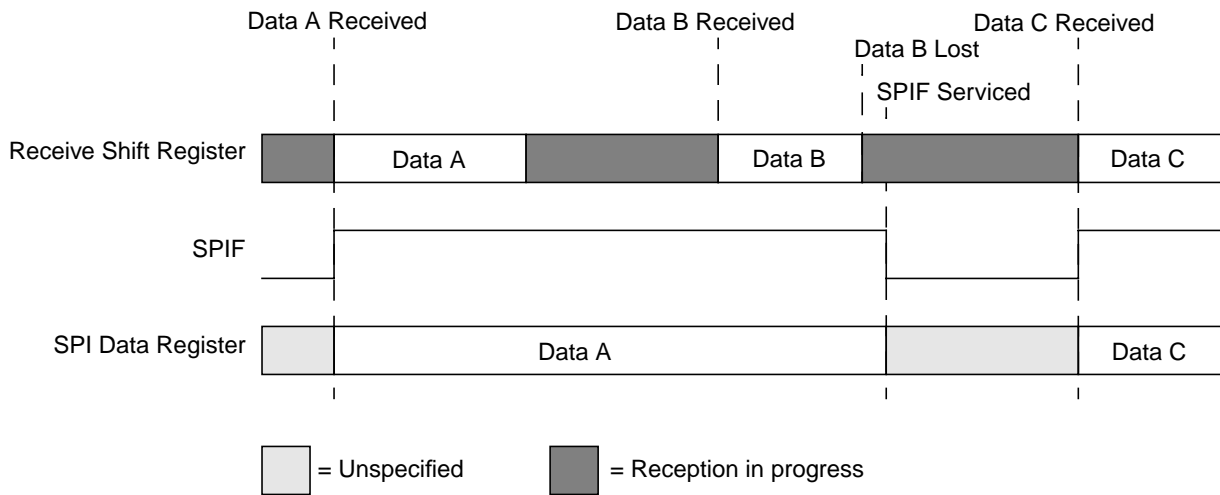 Data A Received
Data B Received
Data C Received
Data B Lost
SPIF Serviced
Receive Shift Register
Data A
Data B
Data C
SPIF
SPI Data Register
Data A
Data C
= Unspecified
= Reception in progress